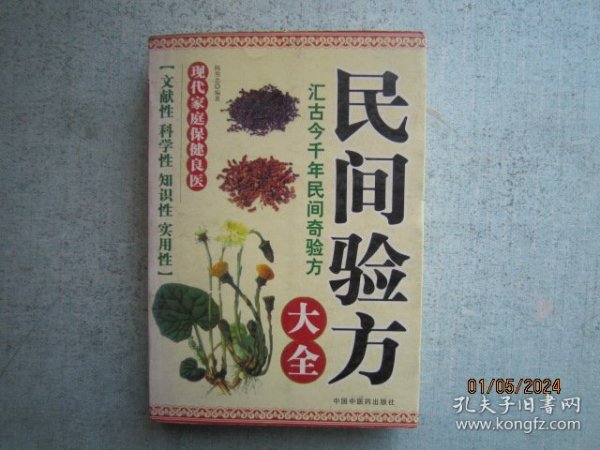 民间验方
大全
汇古今千年民间奇验方
编著
现代家庭保健良医
【文献性 科学性 知识性 实用性】
中国中医药出版社
01/05/2024
孔夫子旧书网
www.kongfz.com